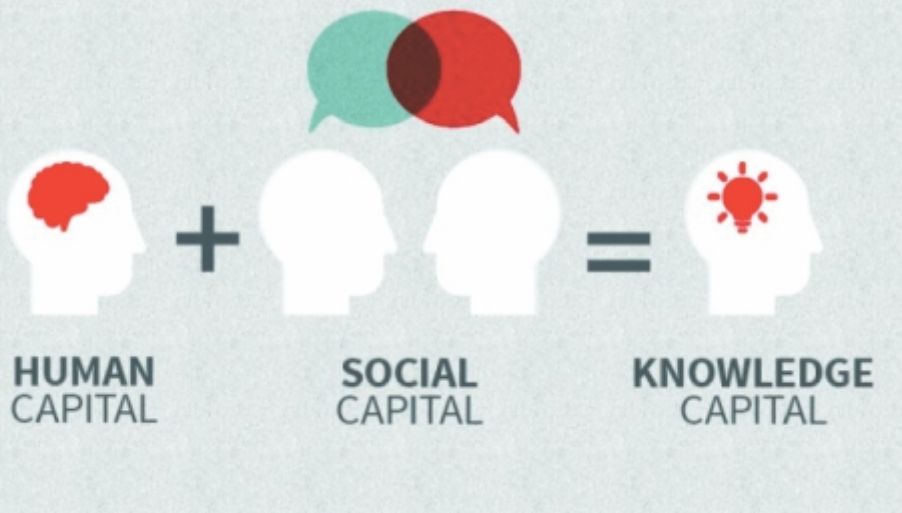 HUMAN
CAPITAL
+
SOCIAL
CAPITAL
=
KNOWLEDGE
CAPITAL